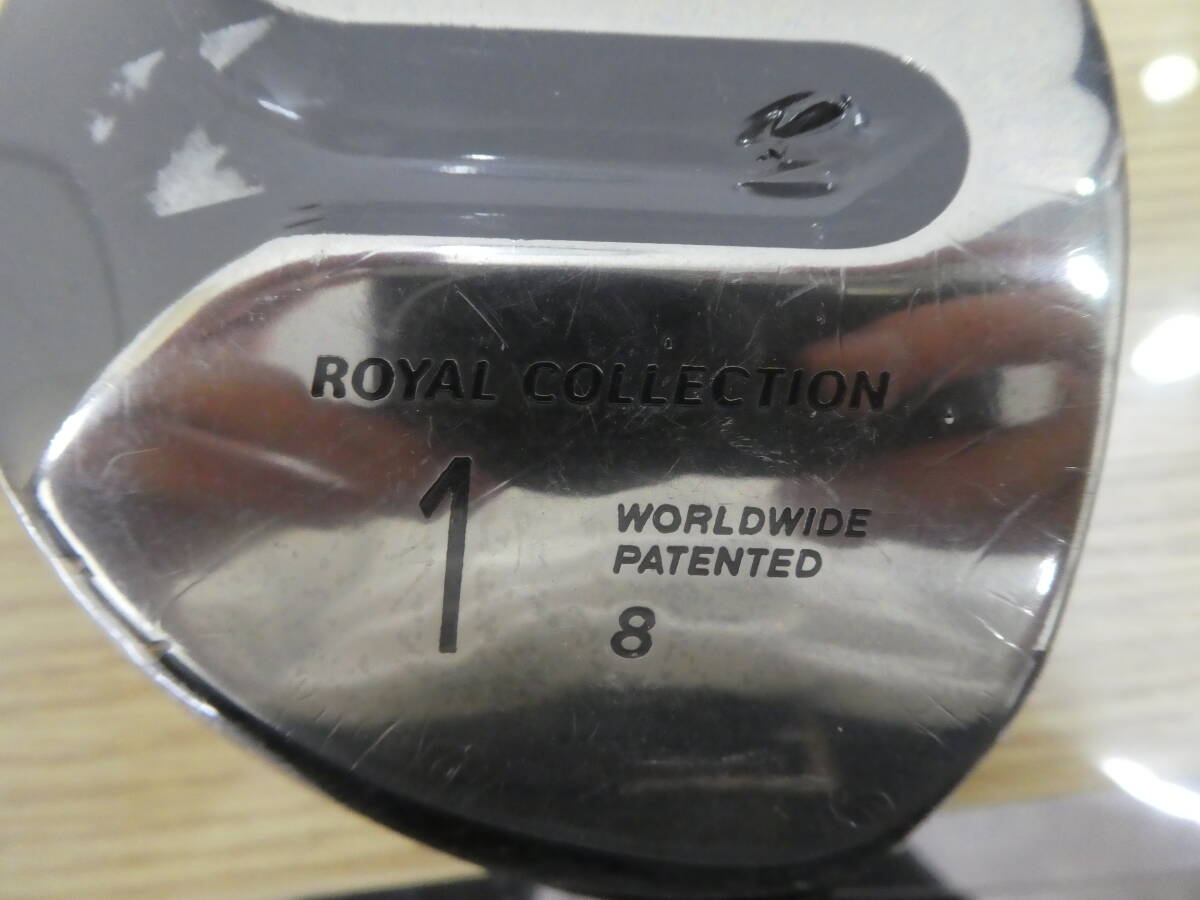 ROYAL COLLECTION
1
WORLDWIDE
PATENTED
8